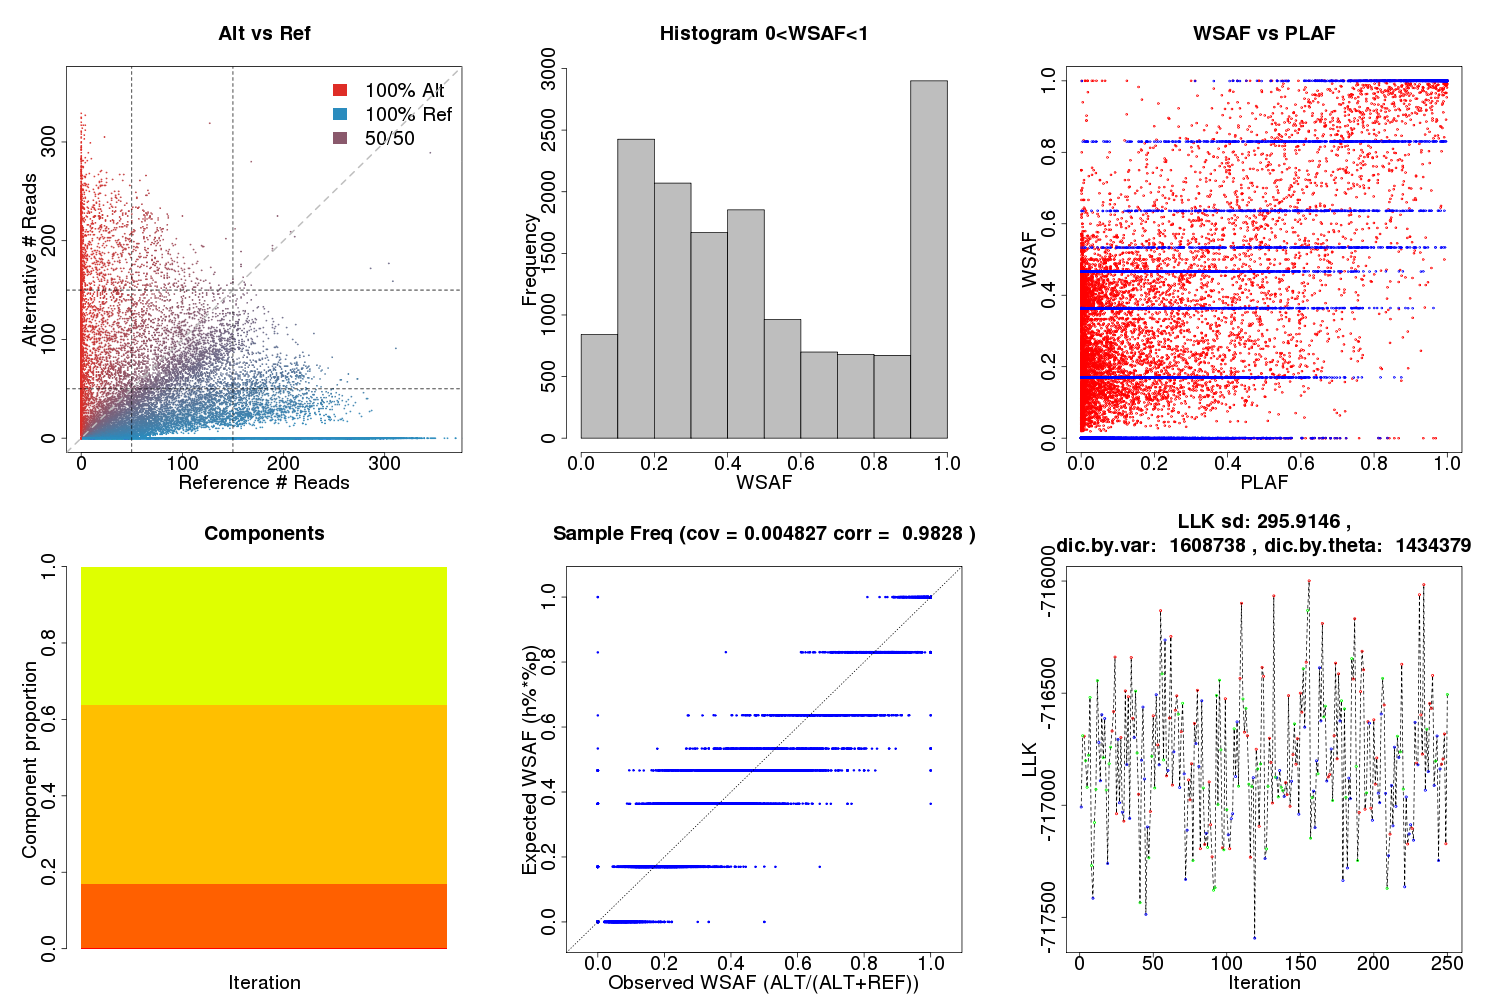 Alt vs Ref
100% Alt
100% Ref
50/50
300
200
100
0
Alternative # Reads
0 100 200 300
Reference # Reads
Histogram 0<WSAF<1
3000
2500
2000
1500
1000
500
0
Frequency
0.0 0.2 0.4 0.6 0.8 1.0
WSAF
WSAF vs PLAF
1.0
0.8
0.6
0.4
0.2
0.0
WSAF
0.0 0.2 0.4 0.6 0.8 1.0
PLAF
Components
1.0
0.8
0.6
0.4
0.2
0.0
Component proportion
Iteration
Sample Freq (cov = 0.004827 corr = 0.9828 )
1.0
0.8
0.6
0.4
0.2
0.0
Expected WSAF (h%*%p)
0.0 0.2 0.4 0.6 0.8 1.0
Observed WSAF (ALT/(ALT+REF))
LLK sd: 295.9146 ,
dic.by.var: 1608738 , dic.by.theta: 1434379
-716000
-716500
-717000
-717500
LLK
0 50 100 150 200 250
Iteration